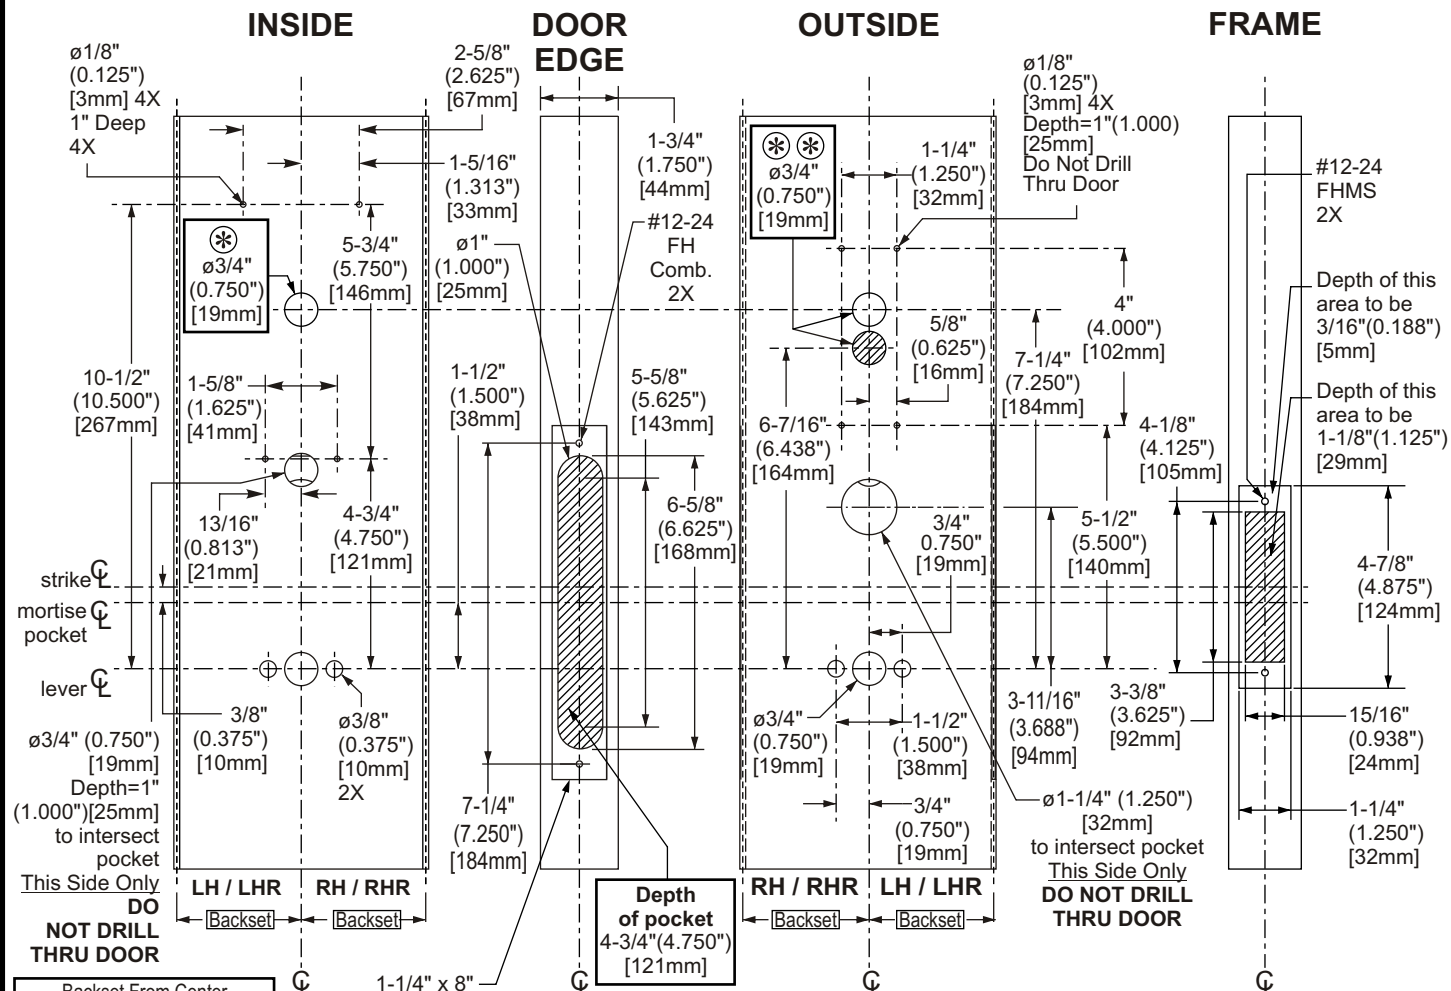 INSIDE
DOOR
EDGE
OUTSIDE
FRAME
ø1/8"
(0.125")
[3mm] 4X
1" Deep
4X
2-5/8"
(2.625")
[67mm]
1-5/16"
(1.313")
[33mm]
ø3/4"
(0.750")
[19mm]
5-3/4"
(5.750")
[146mm]
10-1/2"
(10.500")
[267mm]
1-5/8"
(1.625")
[41mm]
13/16"
(0.813")
[21mm]
4-3/4"
(4.750")
[121mm]
strike ℄
mortise ℄
pocket
lever ℄
3/8"
(0.375")
[10mm]
ø3/8"
(0.375")
[10mm]
2X
ø3/4" (0.750")
[19mm]
Depth=1"
(1.000")[25mm]
to intersect
pocket
This Side Only
DO
NOT DRILL
THRU DOOR
LH / LHR
RH / RHR
Backset
Backset
Backset From Center
℄
1-3/4"
(1.750")
[44mm]
#12-24
FH
Comb.
2X
ø1"
(1.000")
[25mm]
1-1/2"
(1.500")
[38mm]
5-5/8"
(5.625")
[143mm]
6-5/8"
(6.625")
[168mm]
7-1/4"
(7.250")
[184mm]
Depth
of pocket
4-3/4"(4.750")
[121mm]
1-1/4" x 8"
℄
ø3/4"
(0.750")
[19mm]
1-1/4"
(1.250")
[32mm]
ø1/8"
(0.125")
[3mm] 4X
Depth=1"(1.000)
[25mm]
Do Not Drill
Thru Door
4"
(4.000")
[102mm]
5/8"
(0.625")
[16mm]
7-1/4"
(7.250")
[184mm]
6-7/16"
(6.438")
[164mm]
3/4"
0.750"
[19mm]
5-1/2"
(5.500")
[140mm]
3-11/16"
(3.688")
[94mm]
ø3/4"
(0.750")
[19mm]
1-1/2"
(1.500")
[38mm]
3/4"
(0.750")
[19mm]
ø1-1/4" (1.250")
[32mm]
to intersect pocket
This Side Only
DO NOT DRILL
THRU DOOR
RH / RHR
LH / LHR
Backset
Backset
℄
#12-24
FHMS
2X
Depth of this
area to be
3/16"(0.188")
[5mm]
Depth of this
area to be
1-1/8"(1.125")
[29mm]
4-1/8"
(4.125")
[105mm]
4-7/8"
(4.875")
[124mm]
3-3/8"
(3.625")
[92mm]
15/16"
(0.938")
[24mm]
1-1/4"
(1.250")
[32mm]
℄